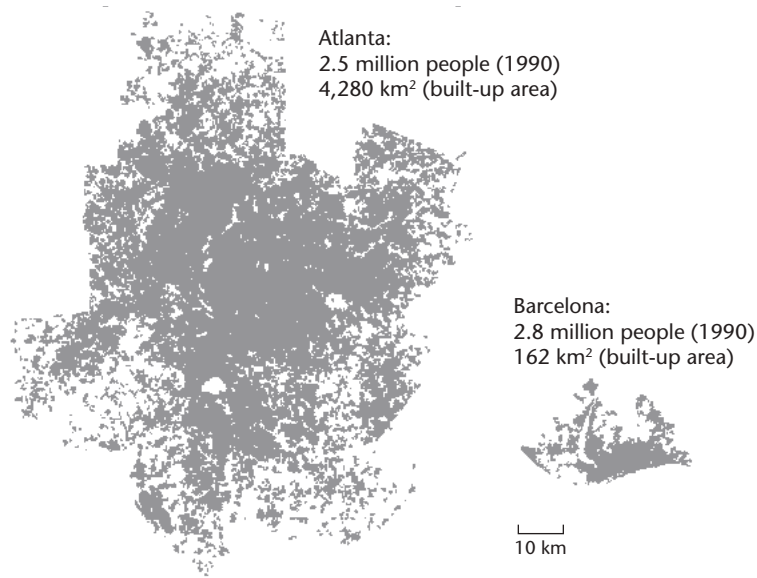 Atlanta:
2.5 million people (1990)
4,280 km² (built-up area)
Barcelona:
2.8 million people (1990)
162 km² (built-up area)
10 km